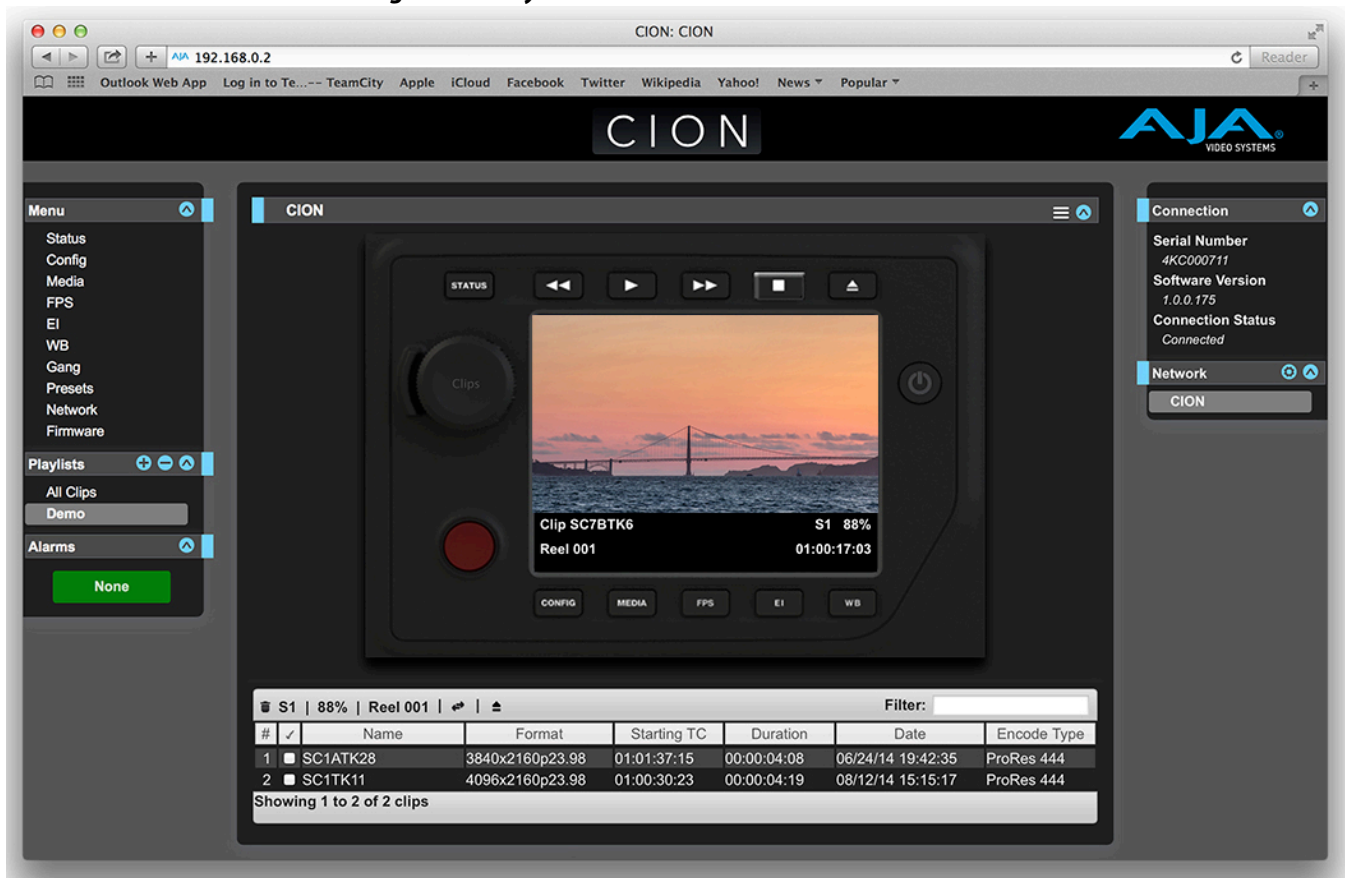 CION: CION
AJA 192.168.0.2
Reader
Outlook Web App Log in to Te...-- TeamCity Apple iCloud Facebook Twitter Wikipedia Yahoo! News Popular
CION
AJA®
VIDEO SYSTEMS
Menu
Status
Config
Media
FPS
EI
WB
Gang
Presets
Network
Firmware
Playlists
All Clips
Demo
Alarms
None
CION
STATUS
Clips
Clip SC7BTK6 S1 88%
Reel 001 01:00:17:03
CONFIG MEDIA FPS EI WB
S1 | 88% | Reel 001 | | Filter:
# ✓ Name Format Starting TC Duration Date Encode Type
1 SC1ATK28 3840x2160p23.98 01:01:37:15 00:00:04:08 06/24/14 19:42:35 ProRes 444
2 SC1TK11 4096x2160p23.98 01:00:30:23 00:00:04:19 08/12/14 15:15:17 ProRes 444
Showing 1 to 2 of 2 clips
Connection
Serial Number
4KC000711
Software Version
1.0.0.175
Connection Status
Connected
Network
CION